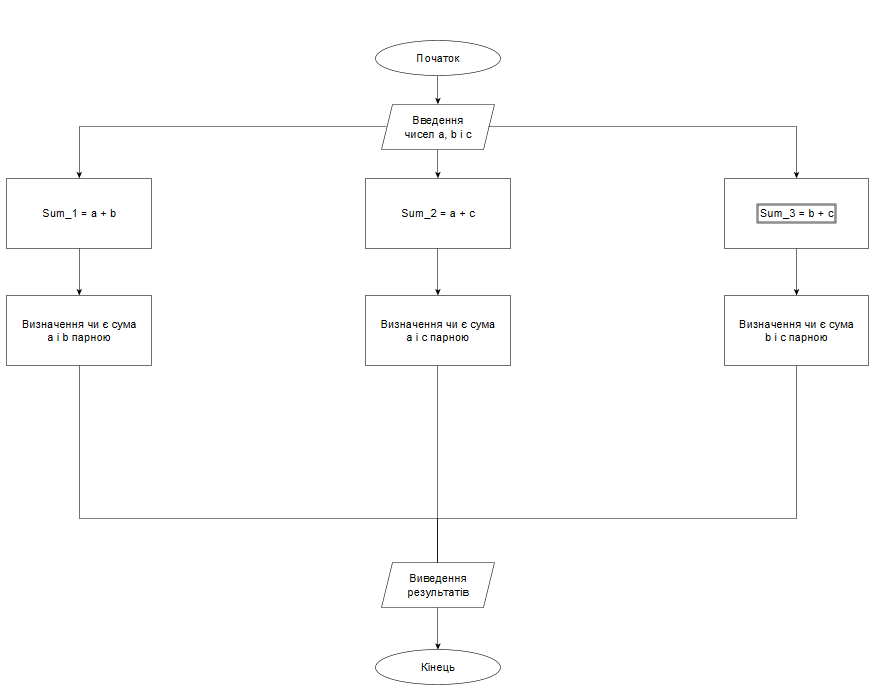 Початок
Введення
чисел a, b і c
Sum_1 = a + b
Sum_2 = a + c
Sum_3 = b + c
Визначення чи є сума
a і b парною
Визначення чи є сума
a і c парною
Визначення чи є сума
b і c парною
Виведення
результатів
Кінець